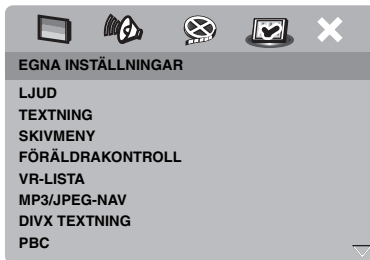 EGNA INSTÄLLNINGAR
LJUD
TEXTNING
SKIVMENY
FÖRÄLDRAKONTROLL
VR-LISTA
MP3/JPEG-NAV
DIVX TEXTNING
PBC